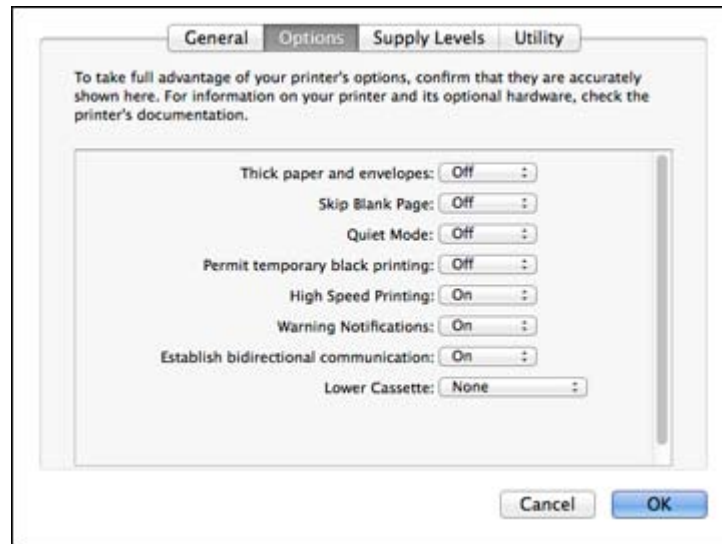 General Options Supply Levels Utility
To take full advantage of your printer's options, confirm that they are accurately
shown here. For information on your printer and its optional hardware, check the
printer's documentation.
Thick paper and envelopes: Off
Skip Blank Page: Off
Quiet Mode: Off
Permit temporary black printing: Off
High Speed Printing: On
Warning Notifications: On
Establish bidirectional communication: On
Lower Cassette: None
Cancel OK